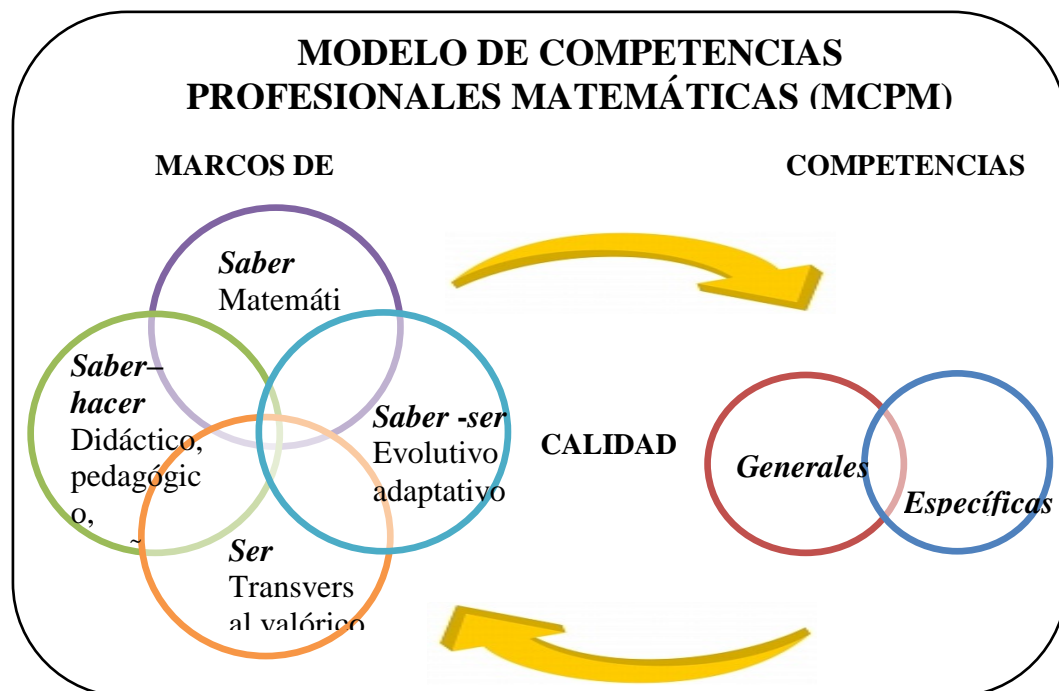 MODELO DE COMPETENCIAS
PROFESIONALES MATEMÁTICAS (MCPM)
MARCOS DE
COMPETENCIAS
Saber
Matemáti
Saber–
hacer
Didáctico,
pedagógic
o,
Saber -ser
Evolutivo
adaptativo
Ser
Transvers
al valórico
CALIDAD
Generales
Específicas